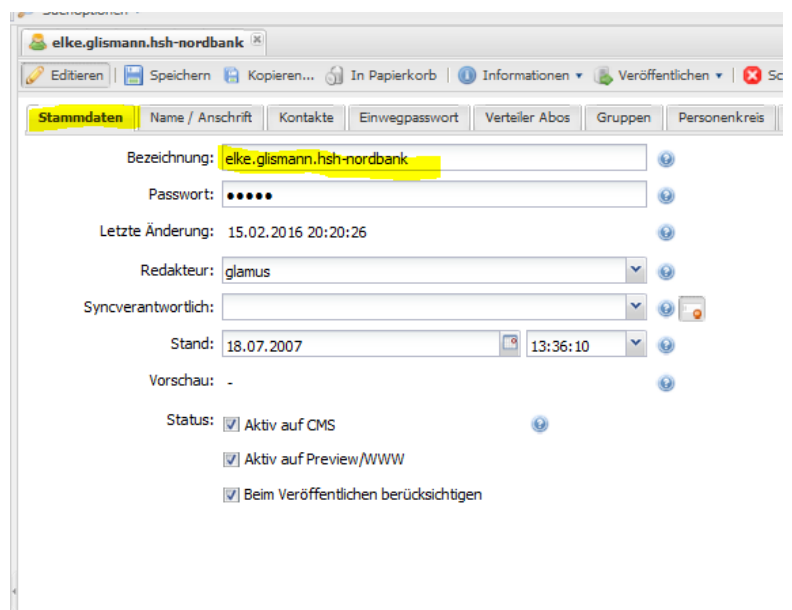 Suchoptionen
elke.glismann.hsh-nordbank
Editieren Speichern Kopieren... In Papierkorb Informationen Veröffentlichen
Stammdaten Name / Anschrift Kontakte Einwegpasswort Verteiler Abos Gruppen Personenkreis
Bezeichnung: elke.glismann.hsh-nordbank
Passwort: •••••
Letzte Änderung: 15.02.2016 20:20:26
Redakteur: glamus
Syncverantwortlich:
Stand: 18.07.2007 13:36:10
Vorschau: -
Status: Aktiv auf CMS
Aktiv auf Preview/WWW
Beim Veröffentlichen berücksichtigen